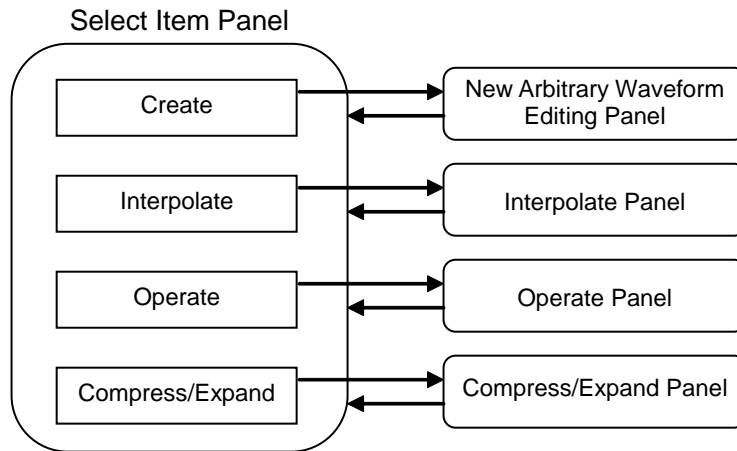 Select Item Panel
Create
New Arbitrary Waveform
Editing Panel
Interpolate
Interpolate Panel
Operate
Operate Panel
Compress/Expand
Compress/Expand Panel